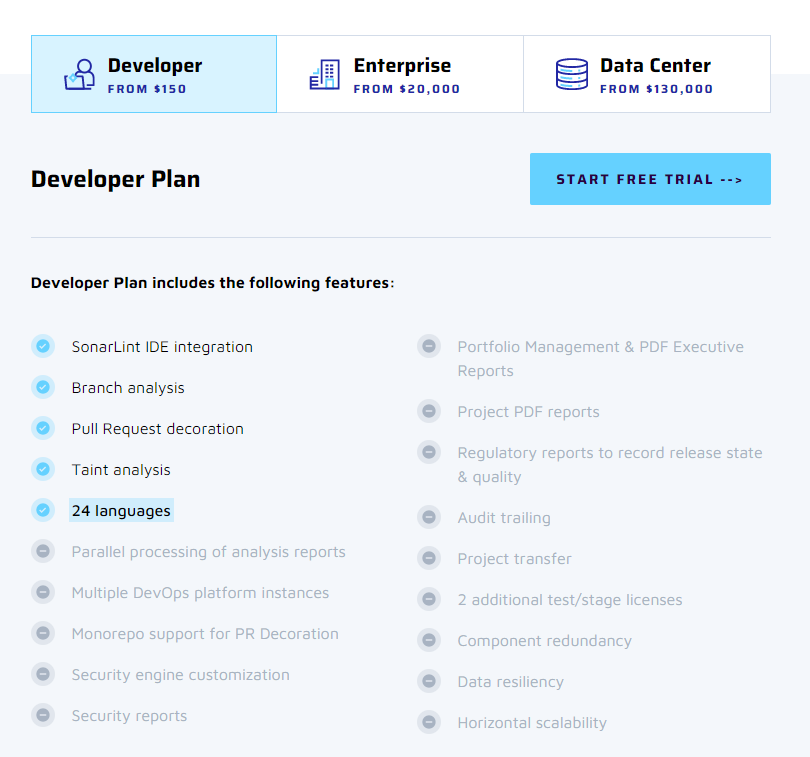 Developer
FROM $150
Enterprise
FROM $20,000
Data Center
FROM $130,000
Developer Plan
START FREE TRIAL -->
Developer Plan includes the following features:
SonarLint IDE integration
Branch analysis
Pull Request decoration
Taint analysis
24 languages
Parallel processing of analysis reports
Multiple DevOps platform instances
Monorepo support for PR Decoration
Security engine customization
Security reports
Portfolio Management & PDF Executive
Reports
Project PDF reports
Regulatory reports to record release state
& quality
Audit trailing
Project transfer
2 additional test/stage licenses
Component redundancy
Data resiliency
Horizontal scalability